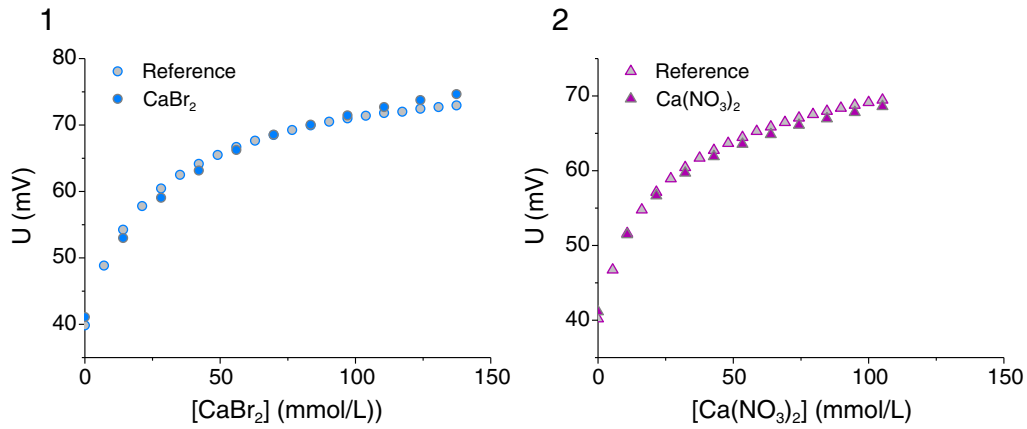 1
80
70
60
50
40
U (mV)
Reference
CaBr₂
0
50
100
150
[CaBr₂] (mmol/L))
2
70
60
50
40
U (mV)
Reference
Ca(NO₃)₂
0
50
100
150
[Ca(NO₃)₂] (mmol/L)